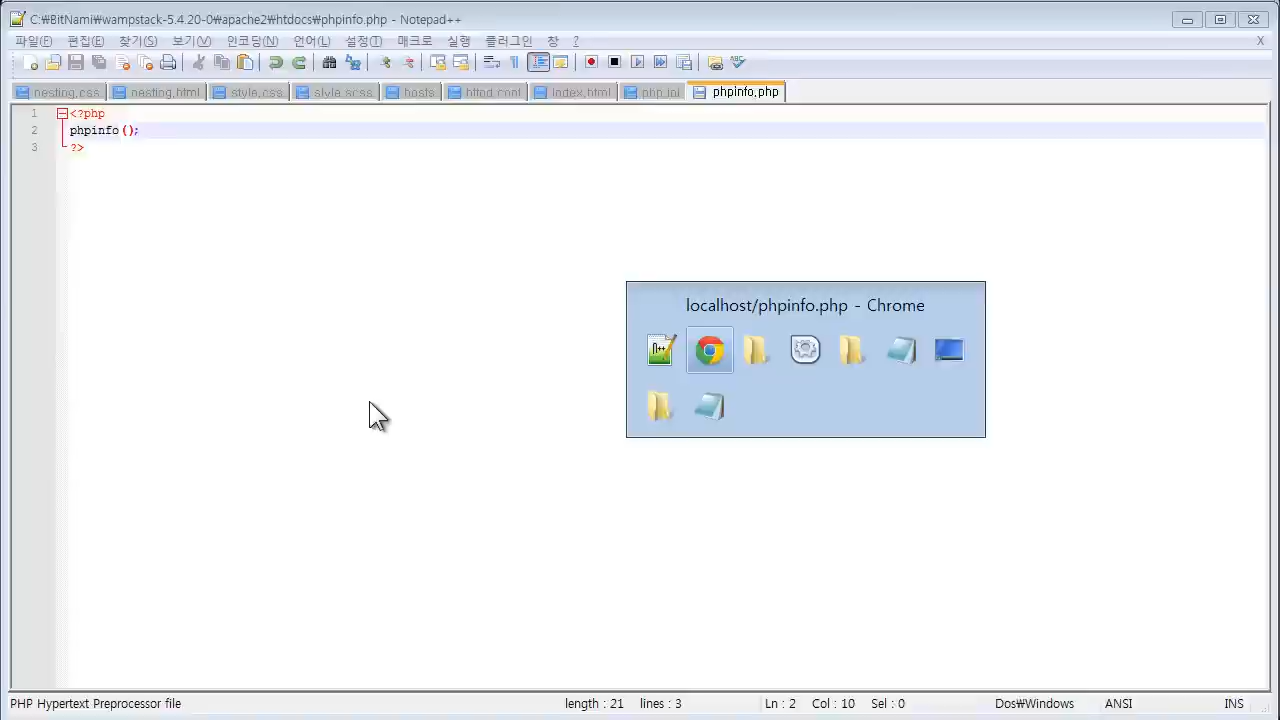 C:₩BitNami₩wampstack-5.4.20-0₩apache2₩htdocs₩phpinfo.php - Notepad++
파일(F) 편집(E) 찾기(S) 보기(V) 인코딩(N) 언어(L) 설정(T) 매크로 실행 플러그인 창 ? X
nesting.css nesting.html style.css style.scss hosts httpd.conf index.html php.ini phpinfo.php
1 <?php
2 phpinfo();
3 ?>
localhost/phpinfo.php - Chrome
PHP Hypertext Preprocessor file length : 21 lines : 3 Ln : 2 Col : 10 Sel : 0 Dos₩Windows ANSI INS